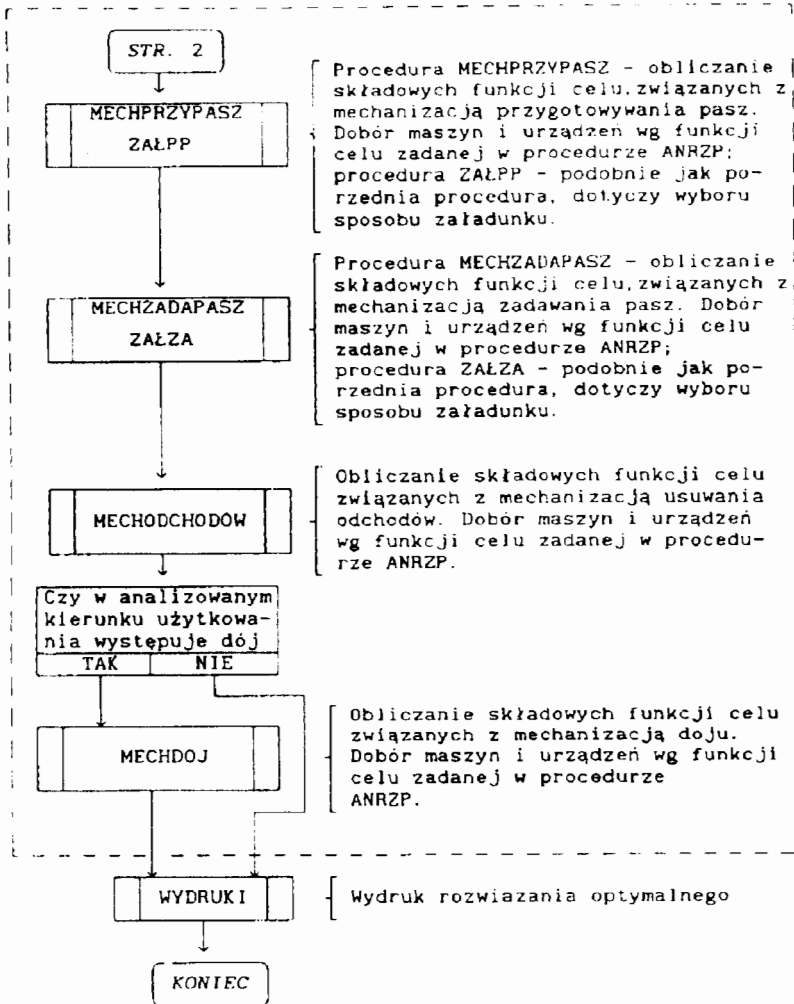 STR. 2
MECHPRZYPASZ
ZAŁPP
Procedura MECHPRZYPASZ - obliczanie
składowych funkcji celu,związanych z
mechanizacją przygotowywania pasz.
Dobór maszyn i urządzeń wg funkcji
celu zadanej w procedurze ANRZP;
procedura ZAŁPP - podobnie jak po-
rzednia procedura, dotyczy wyboru
sposobu załadunku.
MECHZADAPASZ
ZAŁZA
Procedura MECHZADAPASZ - obliczanie
składowych funkcji celu,związanych z
mechanizacją zadawania pasz. Dobór
maszyn i urządzeń wg funkcji celu
zadanej w procedurze ANRZP;
procedura ZAŁZA - podobnie jak po-
rzednia procedura, dotyczy wyboru
sposobu załadunku.
MECHODCHODÓW
Obliczanie składowych funkcji celu
związanych z mechanizacją usuwania
odchodów. Dobór maszyn i urządzeń
wg funkcji celu zadanej w procedu-
rze ANRZP.
Czy w analizowanym
kierunku użytkowa-
nia występuje dój
TAK NIE
MECHDOJ
Obliczanie składowych funkcji celu
związanych z mechanizacją doju.
Dobór maszyn i urządzeń wg funkcji
celu zadanej w procedurze
ANRZP.
WYDRUKI
Wydruk rozwiazania optymalnego
KONIEC